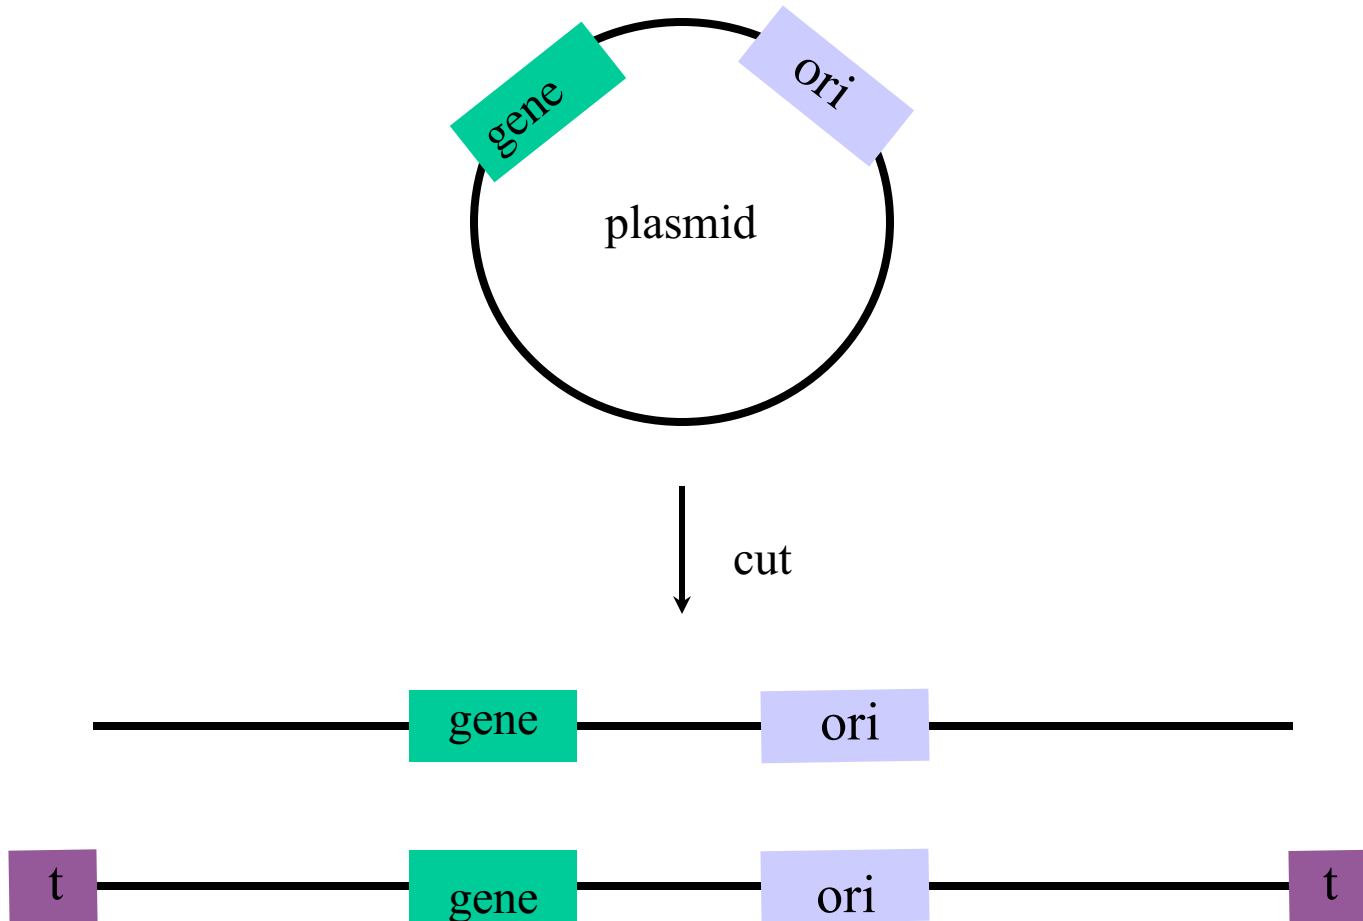 gene
ori
plasmid
cut
gene
ori
t
gene
ori
t